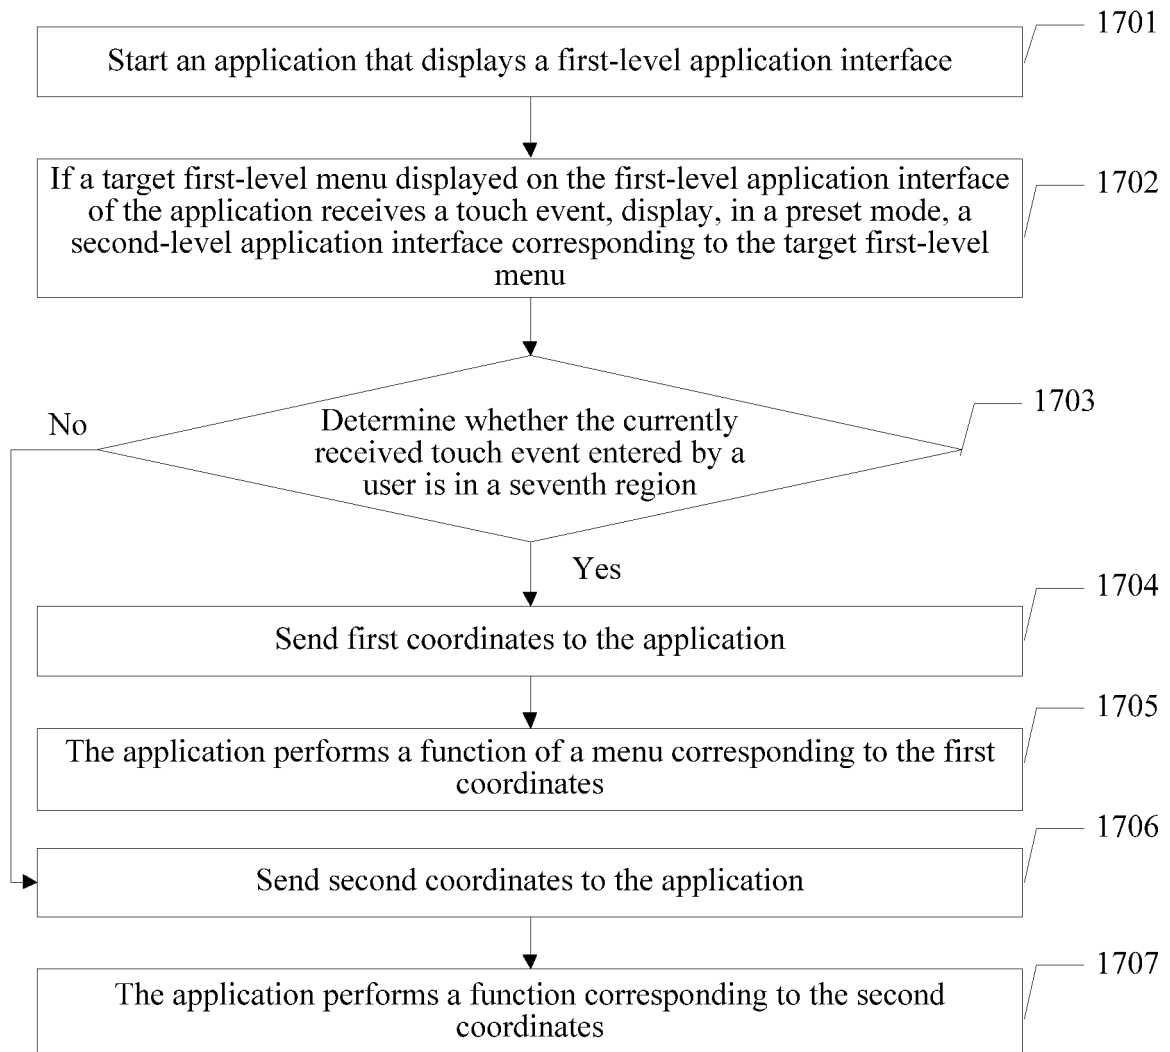 1701
Start an application that displays a first-level application interface
If a target first-level menu displayed on the first-level application interface
of the application receives a touch event, display, in a preset mode, a
second-level application interface corresponding to the target first-level
menu
1702
No
Determine whether the currently
received touch event entered by a
user is in a seventh region
1703
Yes
1704
Send first coordinates to the application
1705
The application performs a function of a menu corresponding to the first
coordinates
1706
Send second coordinates to the application
1707
The application performs a function corresponding to the second
coordinates